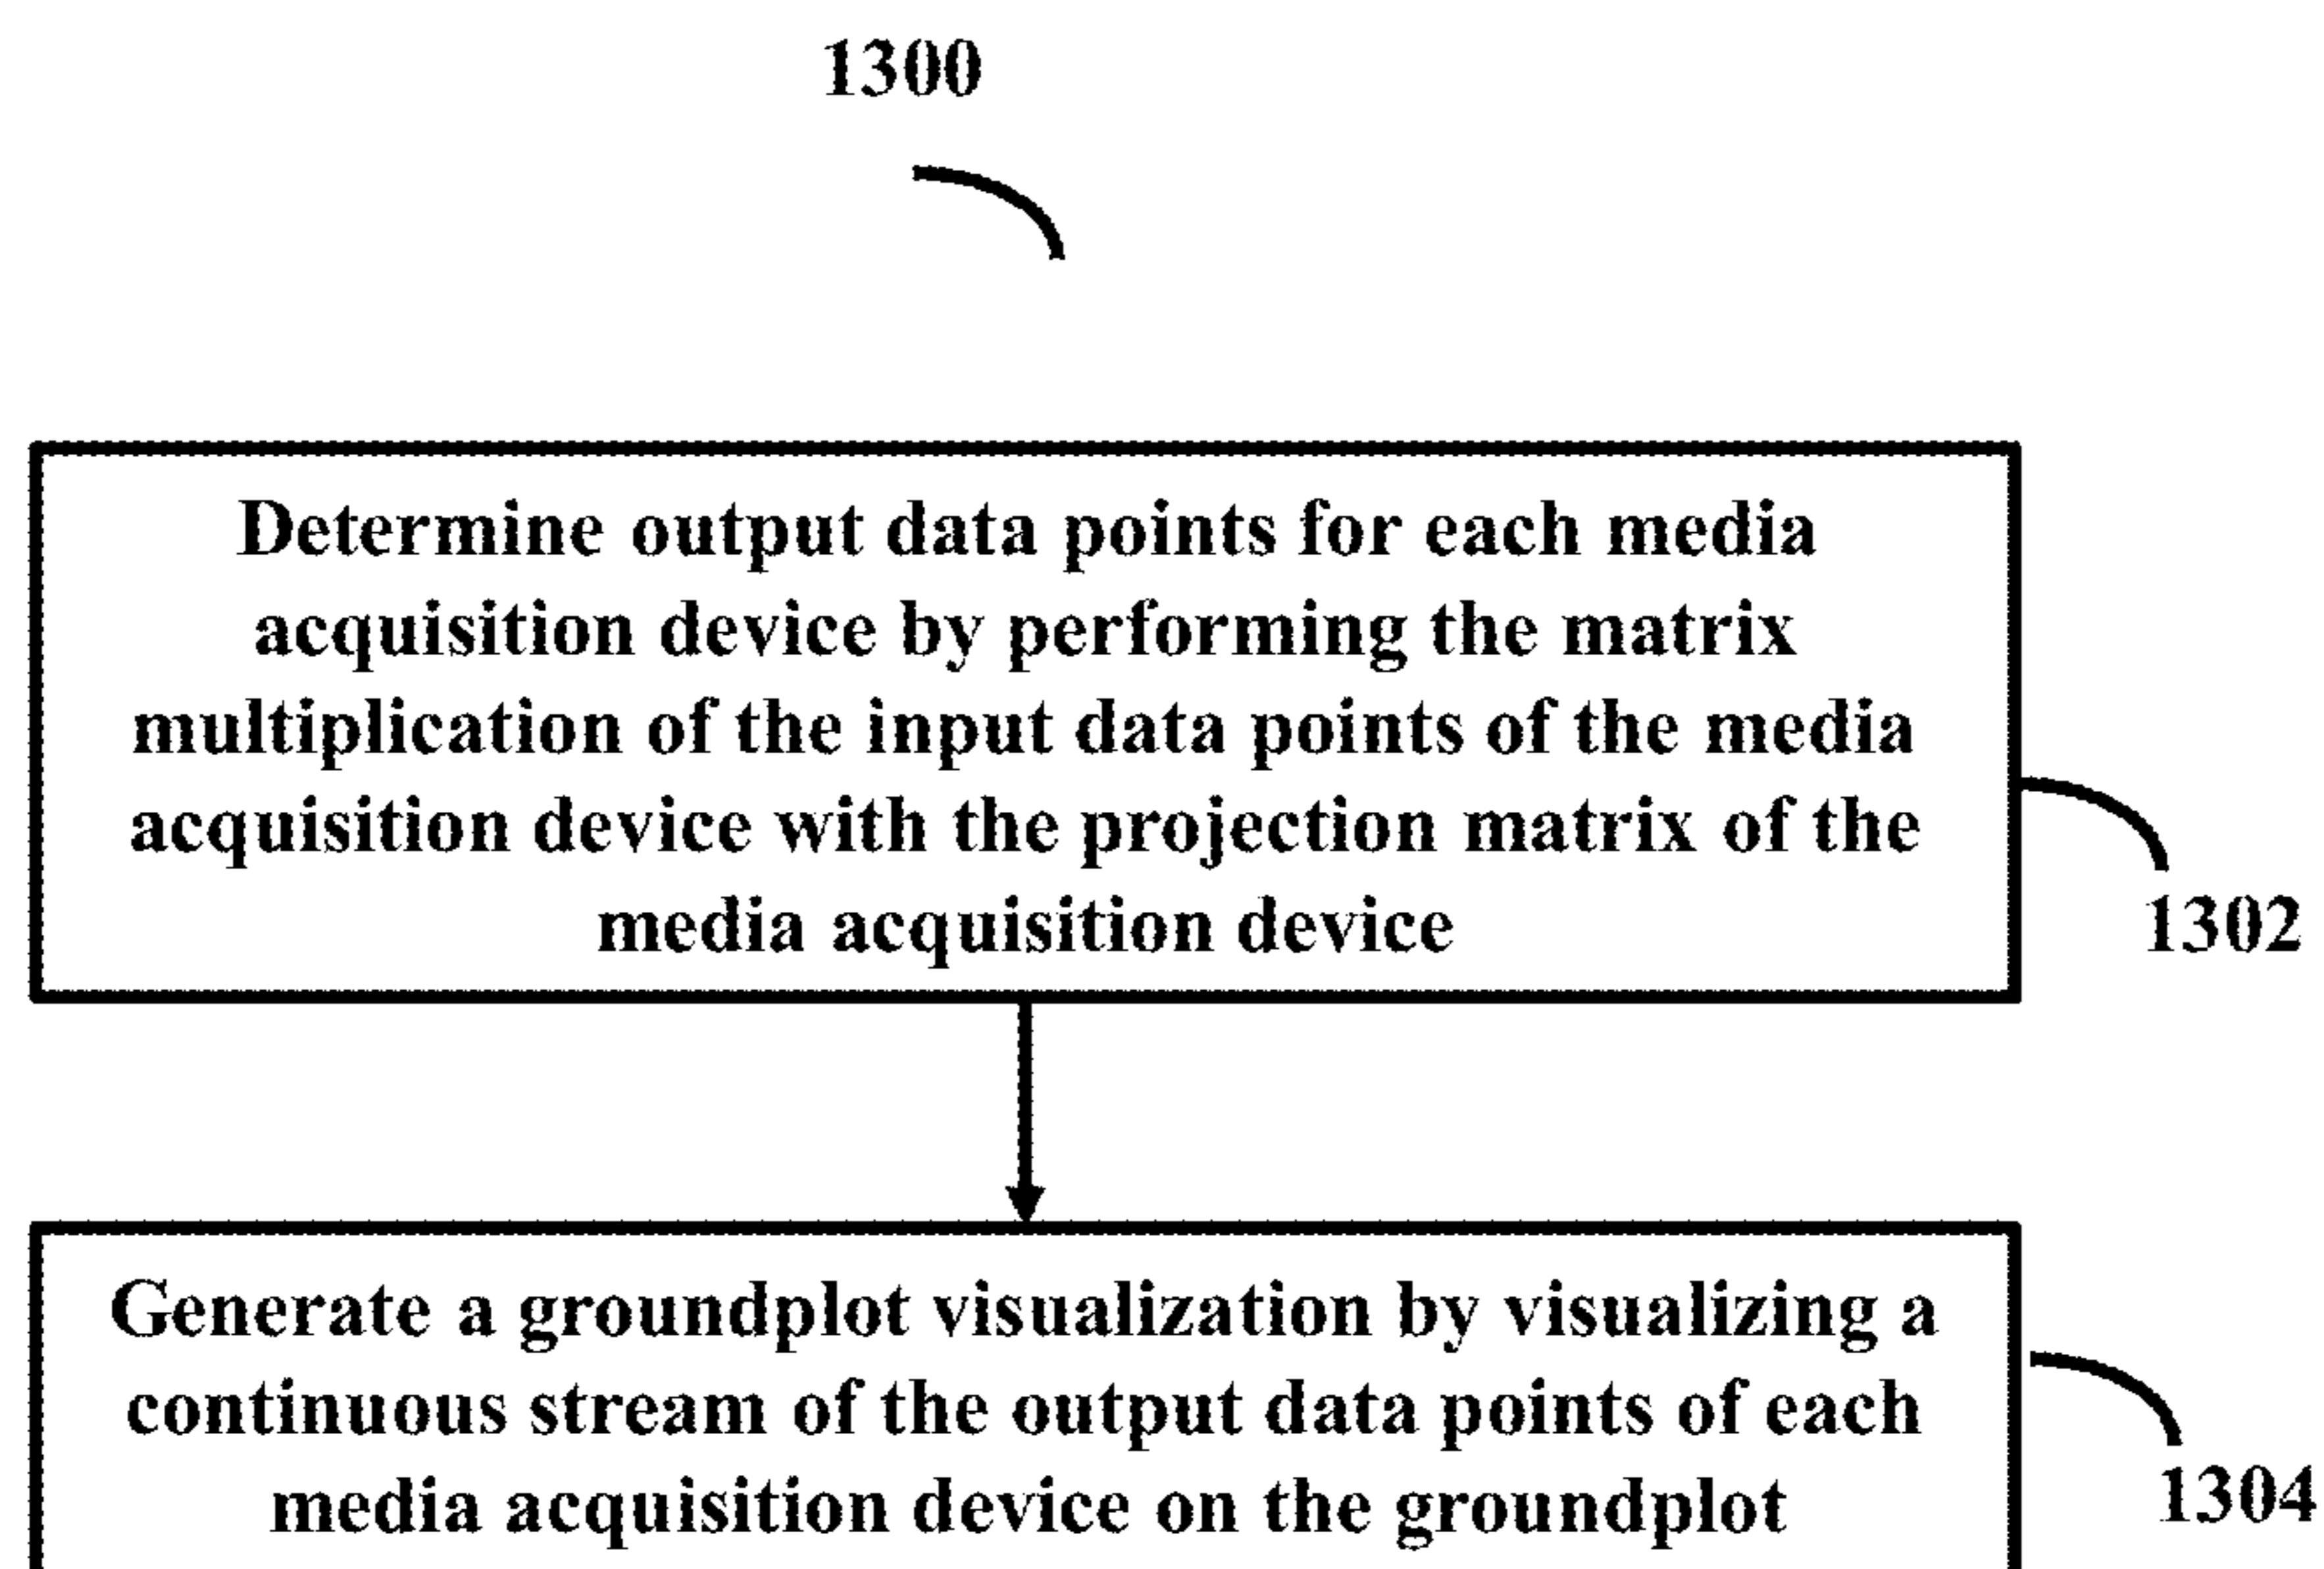 1300
Determine output data points for each media
acquisition device by performing the matrix
multiplication of the input data points of the media
acquisition device with the projection matrix of the
media acquisition device
1302
Generate a groundplot visualization by visualizing a
continuous stream of the output data points of each
media acquisition device on the groundplot
1304